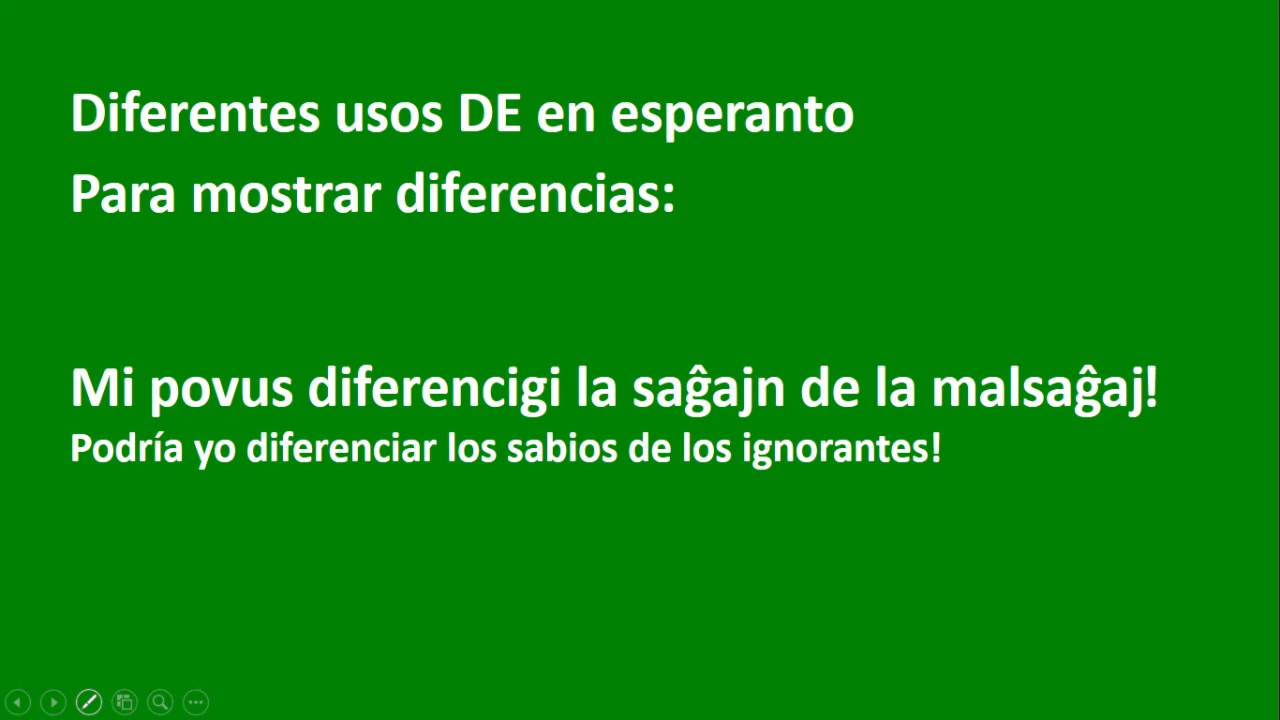 Diferentes usos DE en esperanto
Para mostrar diferencias:
Mi povus diferencigi la saĝajn de la malsaĝaj!
Podría yo diferenciar los sabios de los ignorantes!